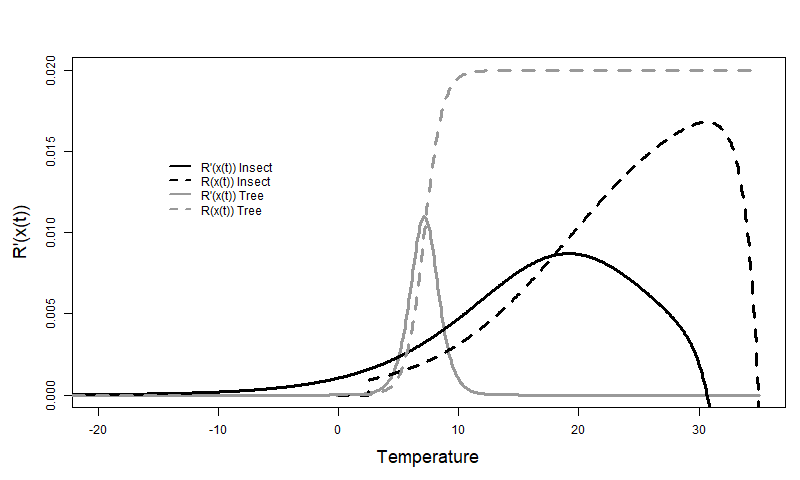 0.020
0.015
0.010
0.005
0.000
R'(x(t))
R'(x(t)) Insect
R(x(t)) Insect
R'(x(t)) Tree
R(x(t)) Tree
-20 -10 0 10 20 30
Temperature